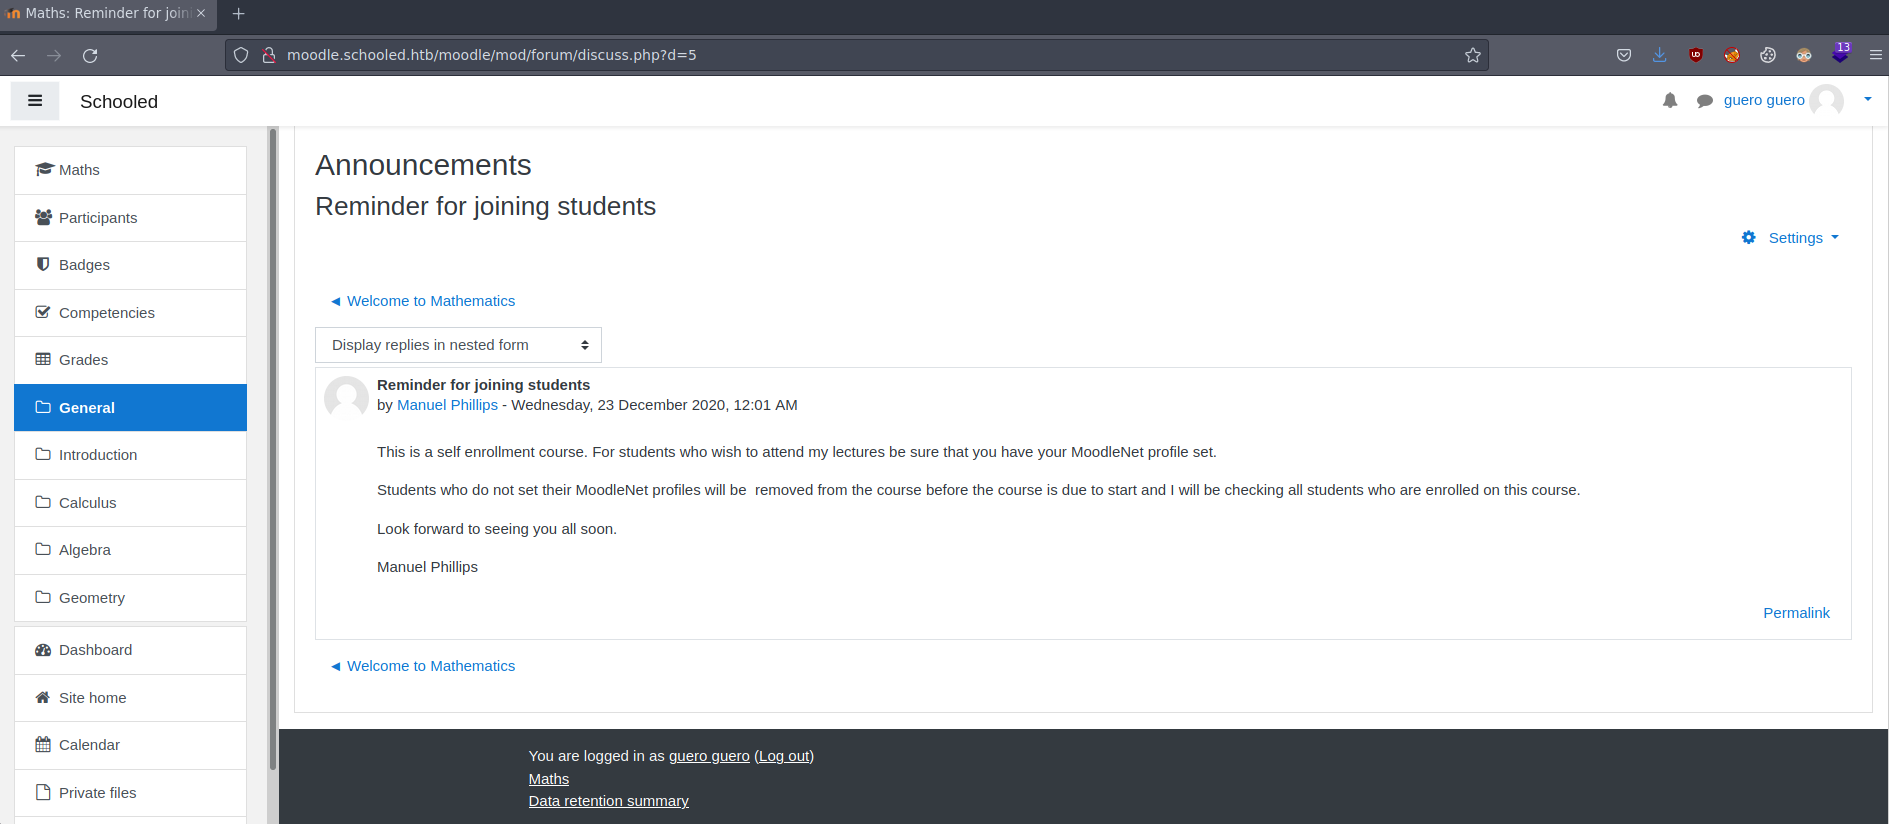 Maths: Reminder for join
moodle.schooled.htb/moodle/mod/forum/discuss.php?d=5
13
Schooled
guero guero
Maths
Participants
Badges
Competencies
Grades
General
Introduction
Calculus
Algebra
Geometry
Dashboard
Site home
Calendar
Private files
Announcements
Reminder for joining students
Settings
◄ Welcome to Mathematics
Display replies in nested form
Reminder for joining students
by Manuel Phillips - Wednesday, 23 December 2020, 12:01 AM
This is a self enrollment course. For students who wish to attend my lectures be sure that you have your MoodleNet profile set.
Students who do not set their MoodleNet profiles will be  removed from the course before the course is due to start and I will be checking all students who are enrolled on this course.
Look forward to seeing you all soon.
Manuel Phillips
Permalink
◄ Welcome to Mathematics
You are logged in as guero guero (Log out)
Maths
Data retention summary